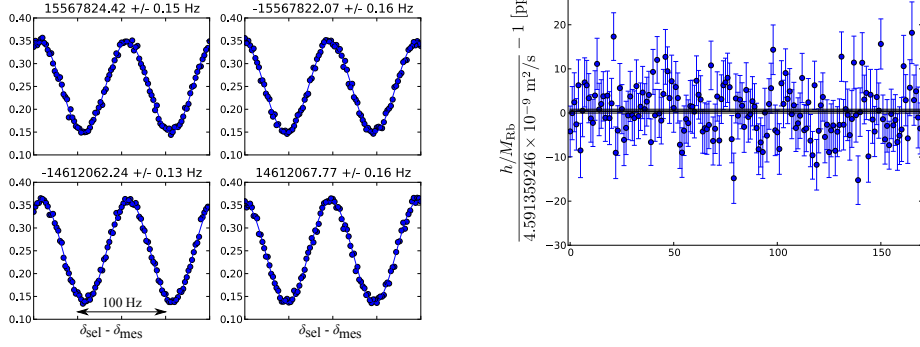 15567824.42 +/- 0.15 Hz
-15567822.07 +/- 0.16 Hz
0.40
0.35
0.30
0.25
0.20
0.15
0.10
-14612062.24 +/- 0.13 Hz
14612067.77 +/- 0.16 Hz
0.40
0.35
0.30
0.25
0.20
0.15
0.10
100 Hz
δsel - δmes
δsel - δmes
h/MRb
4.591359246 × 10⁻⁹ m²/s − 1
20
10
0
−10
−20
−30
0
50
100
150